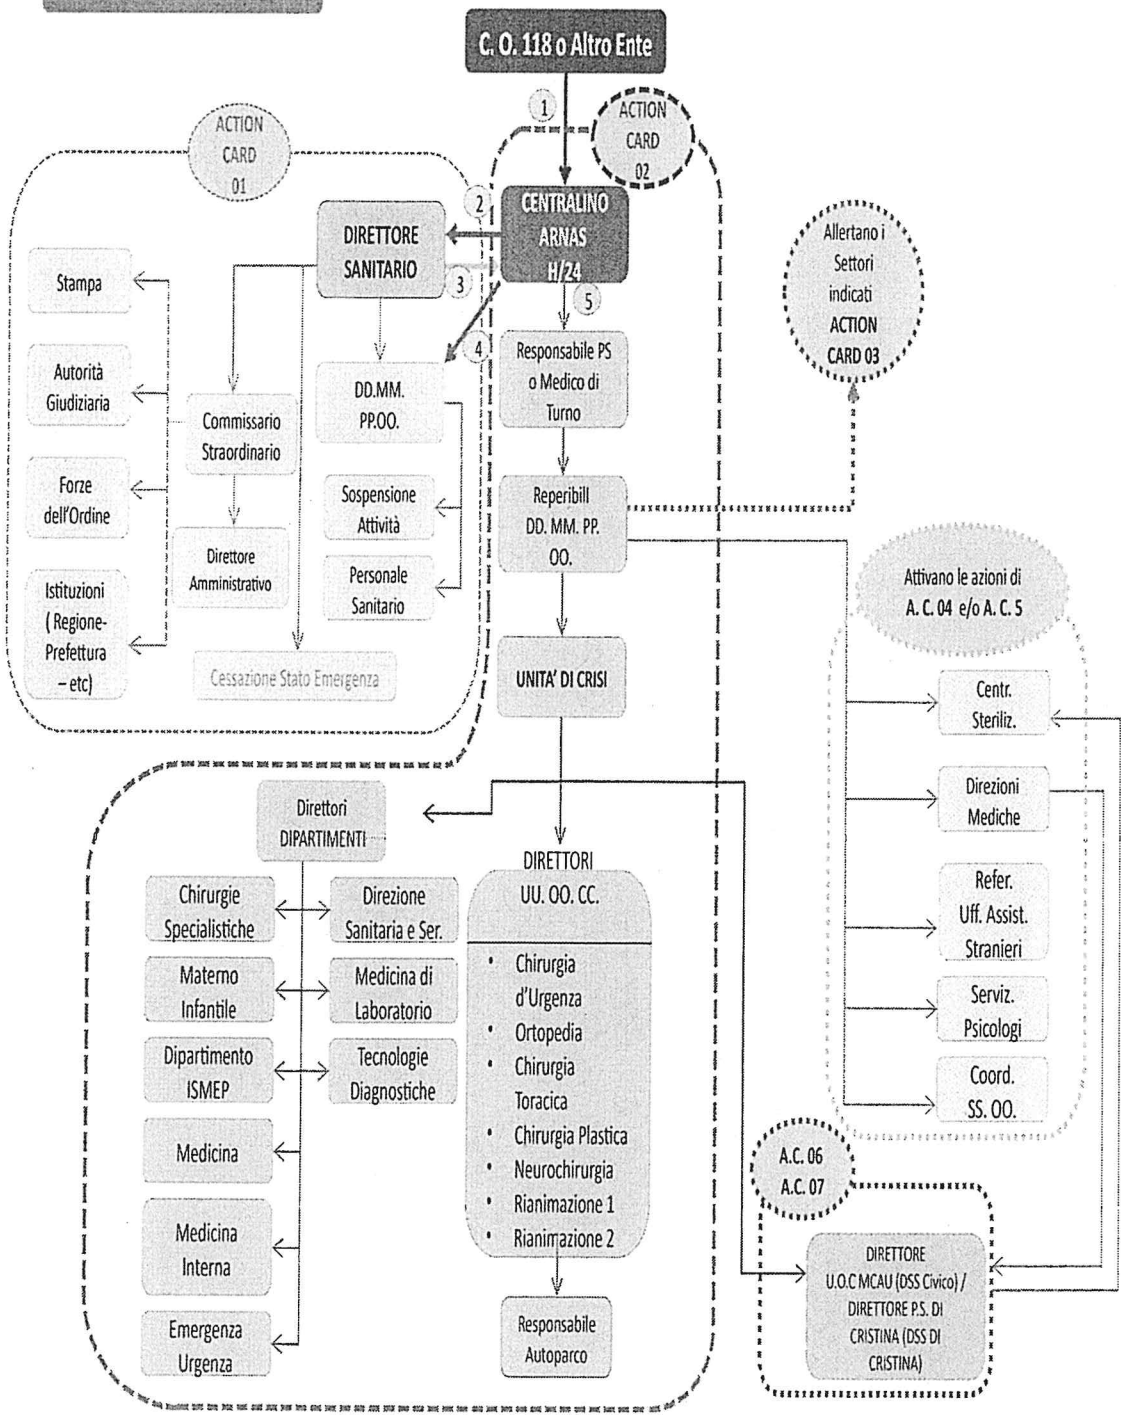 C. O. 118 o Altro Ente
1
ACTION
CARD
02
ACTION
CARD
01
CENTRALINO
ARNAS
H/24
2
3
4
5
DIRETTORE
SANITARIO
Stampa
Autorità
Giudiziaria
Forze
dell'Ordine
Istituzioni
( Regione-
Prefettura
– etc)
Commissario
Straordinario
Direttore
Amministrativo
DD.MM.
PP.OO.
Sospensione
Attività
Personale
Sanitario
Cessazione Stato Emergenza
Responsabile PS
o Medico di
Turno
Reperibili
DD. MM. PP.
OO.
UNITA' DI CRISI
Allertano i
Settori
indicati
ACTION
CARD 03
Attivano le azioni di
A. C. 04 e/o A. C. 5
Centr.
Steriliz.
Direzioni
Mediche
Refer.
Uff. Assist.
Stranieri
Serviz.
Psicologi
Coord.
SS. OO.
Direttori
DIPARTIMENTI
Chirurgie
Specialistiche
Direzione
Sanitaria e Ser.
Materno
Infantile
Medicina di
Laboratorio
Dipartimento
ISMEP
Tecnologie
Diagnostiche
Medicina
Medicina
Interna
Emergenza
Urgenza
DIRETTORI
UU. OO. CC.
• Chirurgia
d'Urgenza
• Ortopedia
• Chirurgia
Toracica
• Chirurgia Plastica
• Neurochirurgia
• Rianimazione 1
• Rianimazione 2
Responsabile
Autoparco
A.C. 06
A.C. 07
DIRETTORE
U.O.C MCAU (DSS Civico) /
DIRETTORE P.S. DI
CRISTINA (DSS DI
CRISTINA)